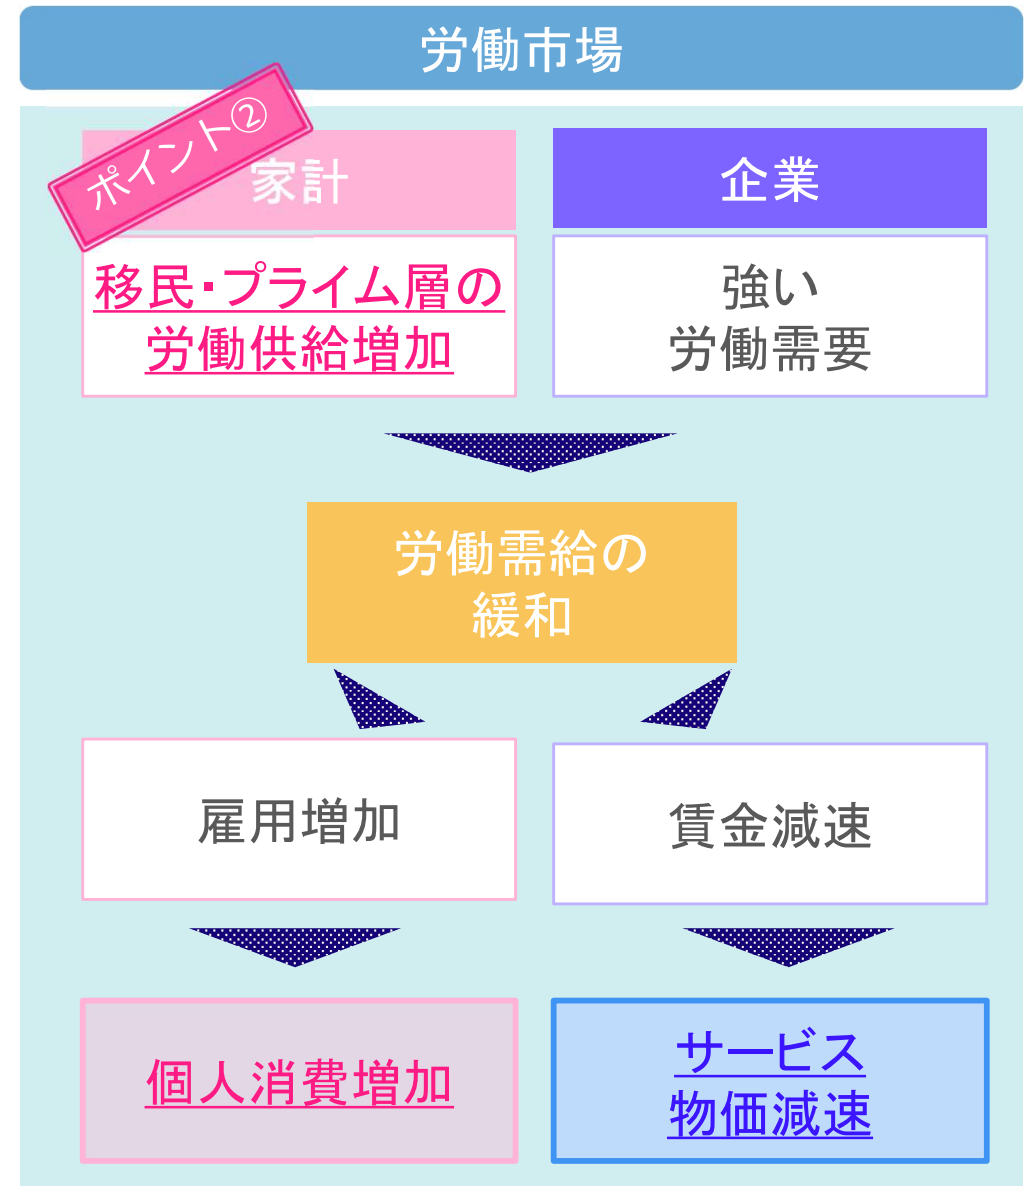 労働市場
ポイント②
家計
移民・プライム層の
労働供給増加
企業
強い
労働需要
労働需給の
緩和
雇用増加
賃金減速
個人消費増加
サービス
物価減速